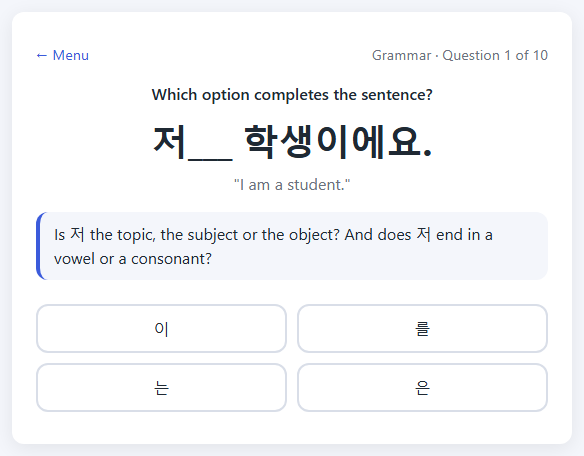 ← Menu
Grammar · Question 1 of 10
Which option completes the sentence?
저___ 학생이에요.
"I am a student."
Is 저 the topic, the subject or the object? And does 저 end in a
vowel or a consonant?
이
를
는
은